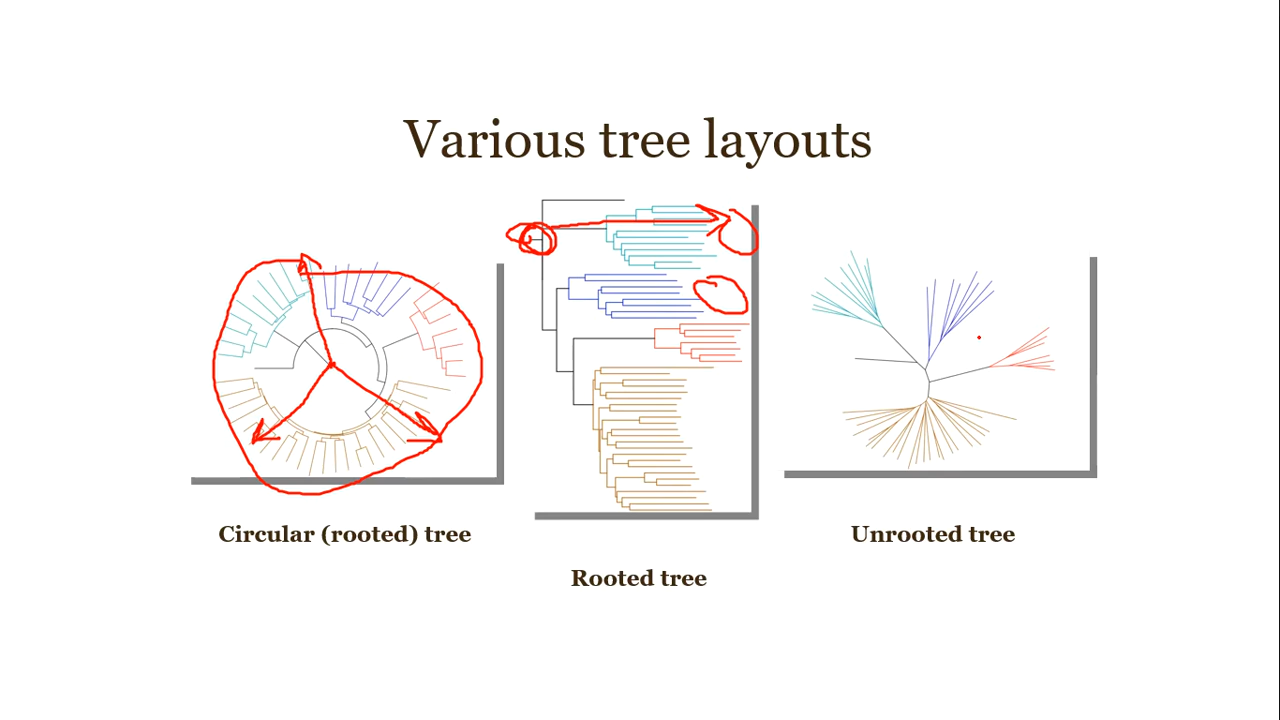 Various tree layouts
Circular (rooted) tree
Rooted tree
Unrooted tree